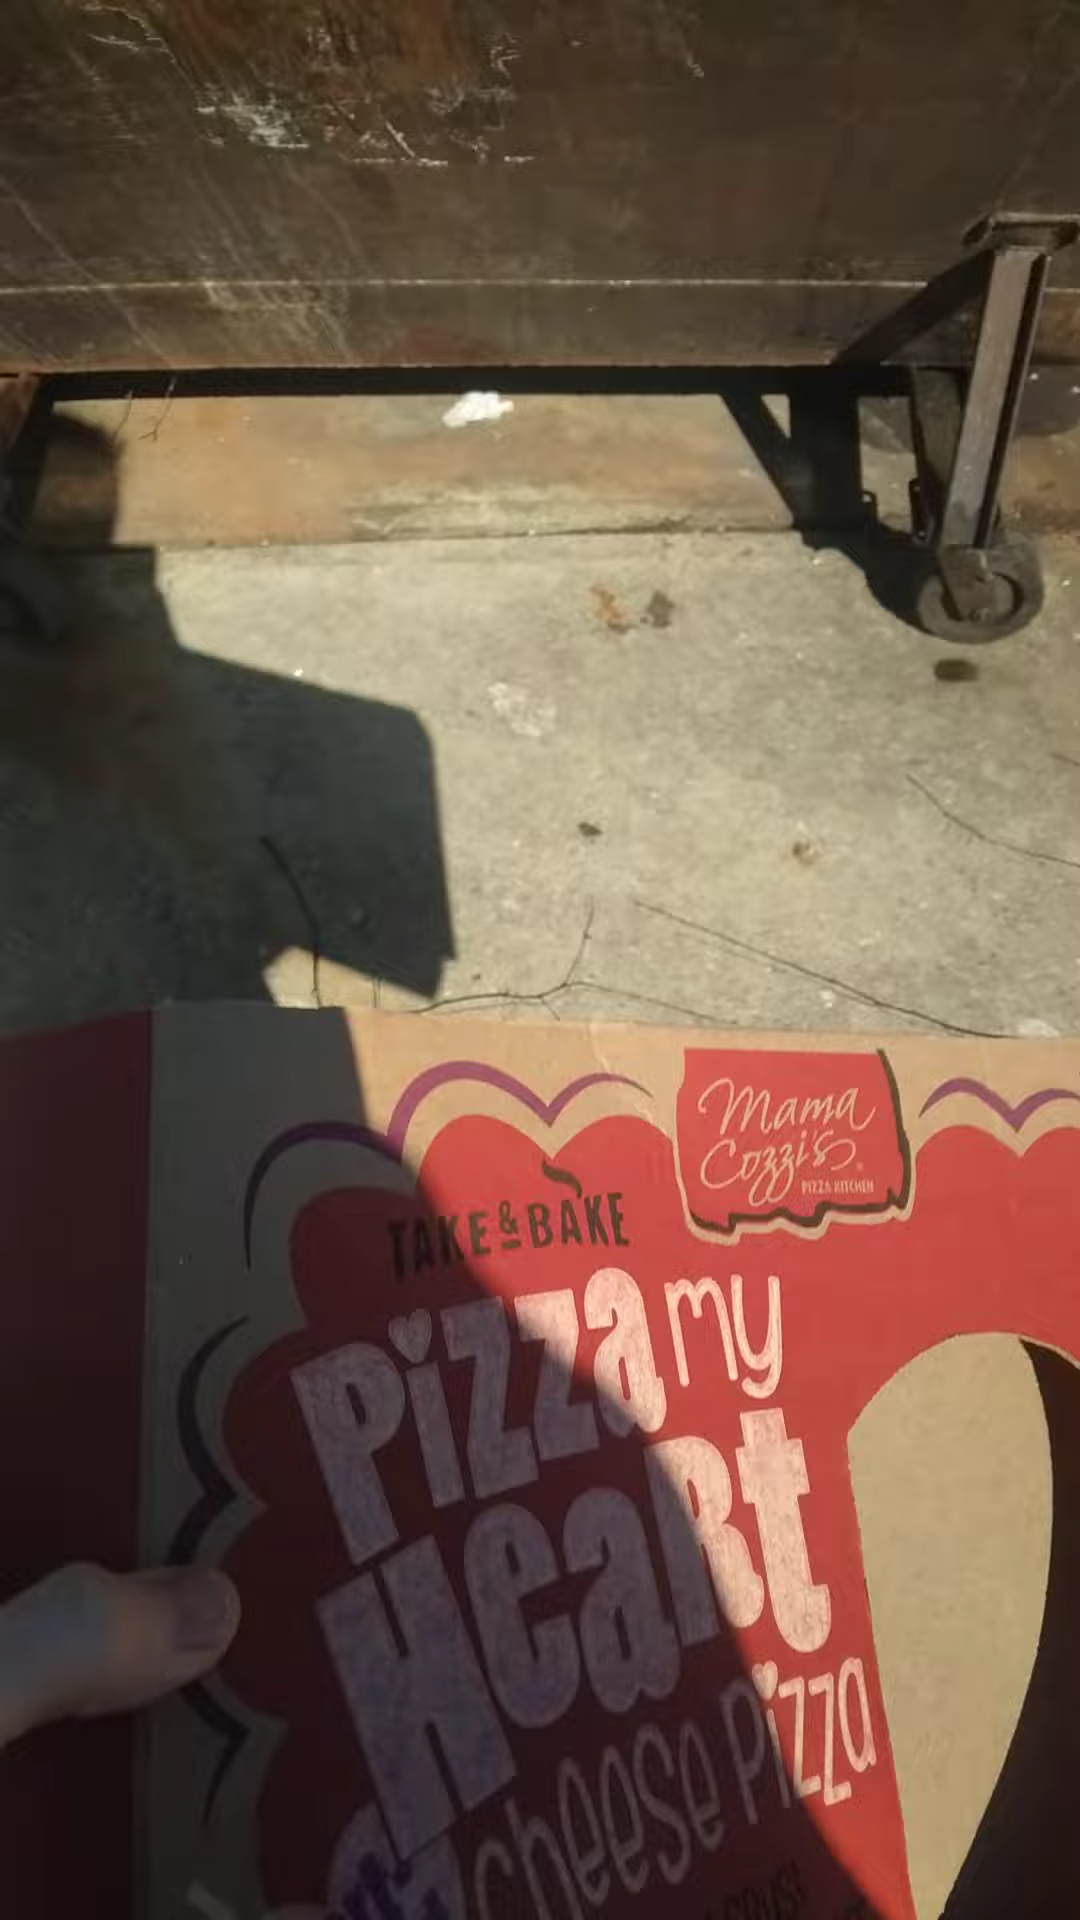 Mama
Cozzi's
PIZZA KITCHEN
TAKE & BAKE
Pizza my
Heart
cheese pizza